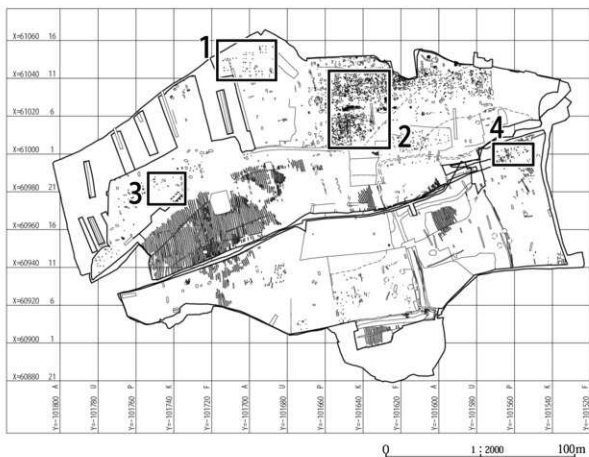 1
2
3
4
X=61060 16
X=61040 11
X=61020 6
X=61000 1
X=60980 21
X=60960 16
X=60940 11
X=60920 6
X=60900 1
X=60880 21
Y=-101800 A
Y=-101780 U
Y=-101760 P
Y=-101740 K
Y=-101720 F
Y=-101700 A
Y=-101680 U
Y=-101660 P
Y=-101640 K
Y=-101620 F
Y=-101600 A
Y=-101580 U
Y=-101560 P
Y=-101540 K
Y=-101520 F
0 1:2000 100m